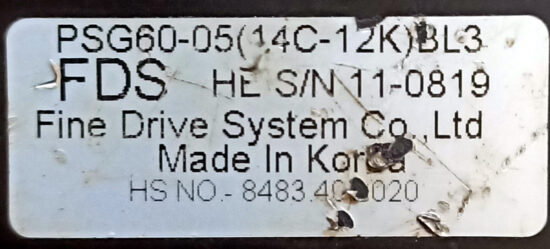 PSG60-05(14C-12K)BL3
FDS HE S/N 11-0819
Fine Drive System Co.,Ltd
Made In Korea
HS NO.- 8483.40.9020